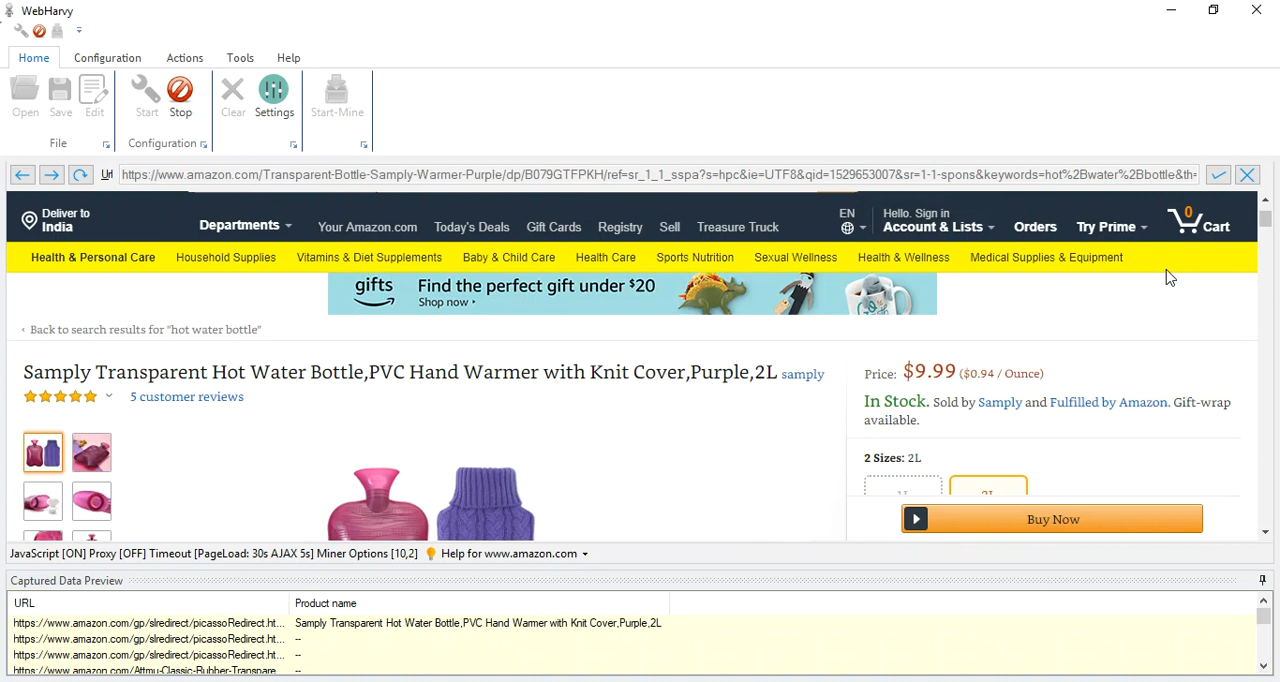 WebHarvy
Home Configuration Actions Tools Help
Open Save Edit Start Stop Clear Settings Start-Mine
File Configuration
Url https://www.amazon.com/Transparent-Bottle-Samply-Warmer-Purple/dp/B079GTFPKH/ref=sr_1_1_sspa?s=hpc&ie=UTF8&qid=1529653007&sr=1-1-spons&keywords=hot%2Bwater%2Bbottle&th=
Deliver to
India
Departments Your Amazon.com Today's Deals Gift Cards Registry Sell Treasure Truck
EN
Hello. Sign in
Account & Lists Orders Try Prime 0 Cart
Health & Personal Care Household Supplies Vitamins & Diet Supplements Baby & Child Care Health Care Sports Nutrition Sexual Wellness Health & Wellness Medical Supplies & Equipment
gifts Find the perfect gift under $20
Shop now
‹ Back to search results for "hot water bottle"
Samply Transparent Hot Water Bottle,PVC Hand Warmer with Knit Cover,Purple,2L samply
5 customer reviews
Price: $9.99 ($0.94 / Ounce)
In Stock. Sold by Samply and Fulfilled by Amazon. Gift-wrap
available.
2 Sizes: 2L
2L
Buy Now
JavaScript [ON] Proxy [OFF] Timeout [PageLoad: 30s AJAX 5s] Miner Options [10,2] Help for www.amazon.com
Captured Data Preview
URL Product name
https://www.amazon.com/gp/slredirect/picassoRedirect.ht... Samply Transparent Hot Water Bottle,PVC Hand Warmer with Knit Cover,Purple,2L
https://www.amazon.com/gp/slredirect/picassoRedirect.ht... --
https://www.amazon.com/gp/slredirect/picassoRedirect.ht... --
https://www.amazon.com/Attmu-Classic-Rubber-Transpare... --